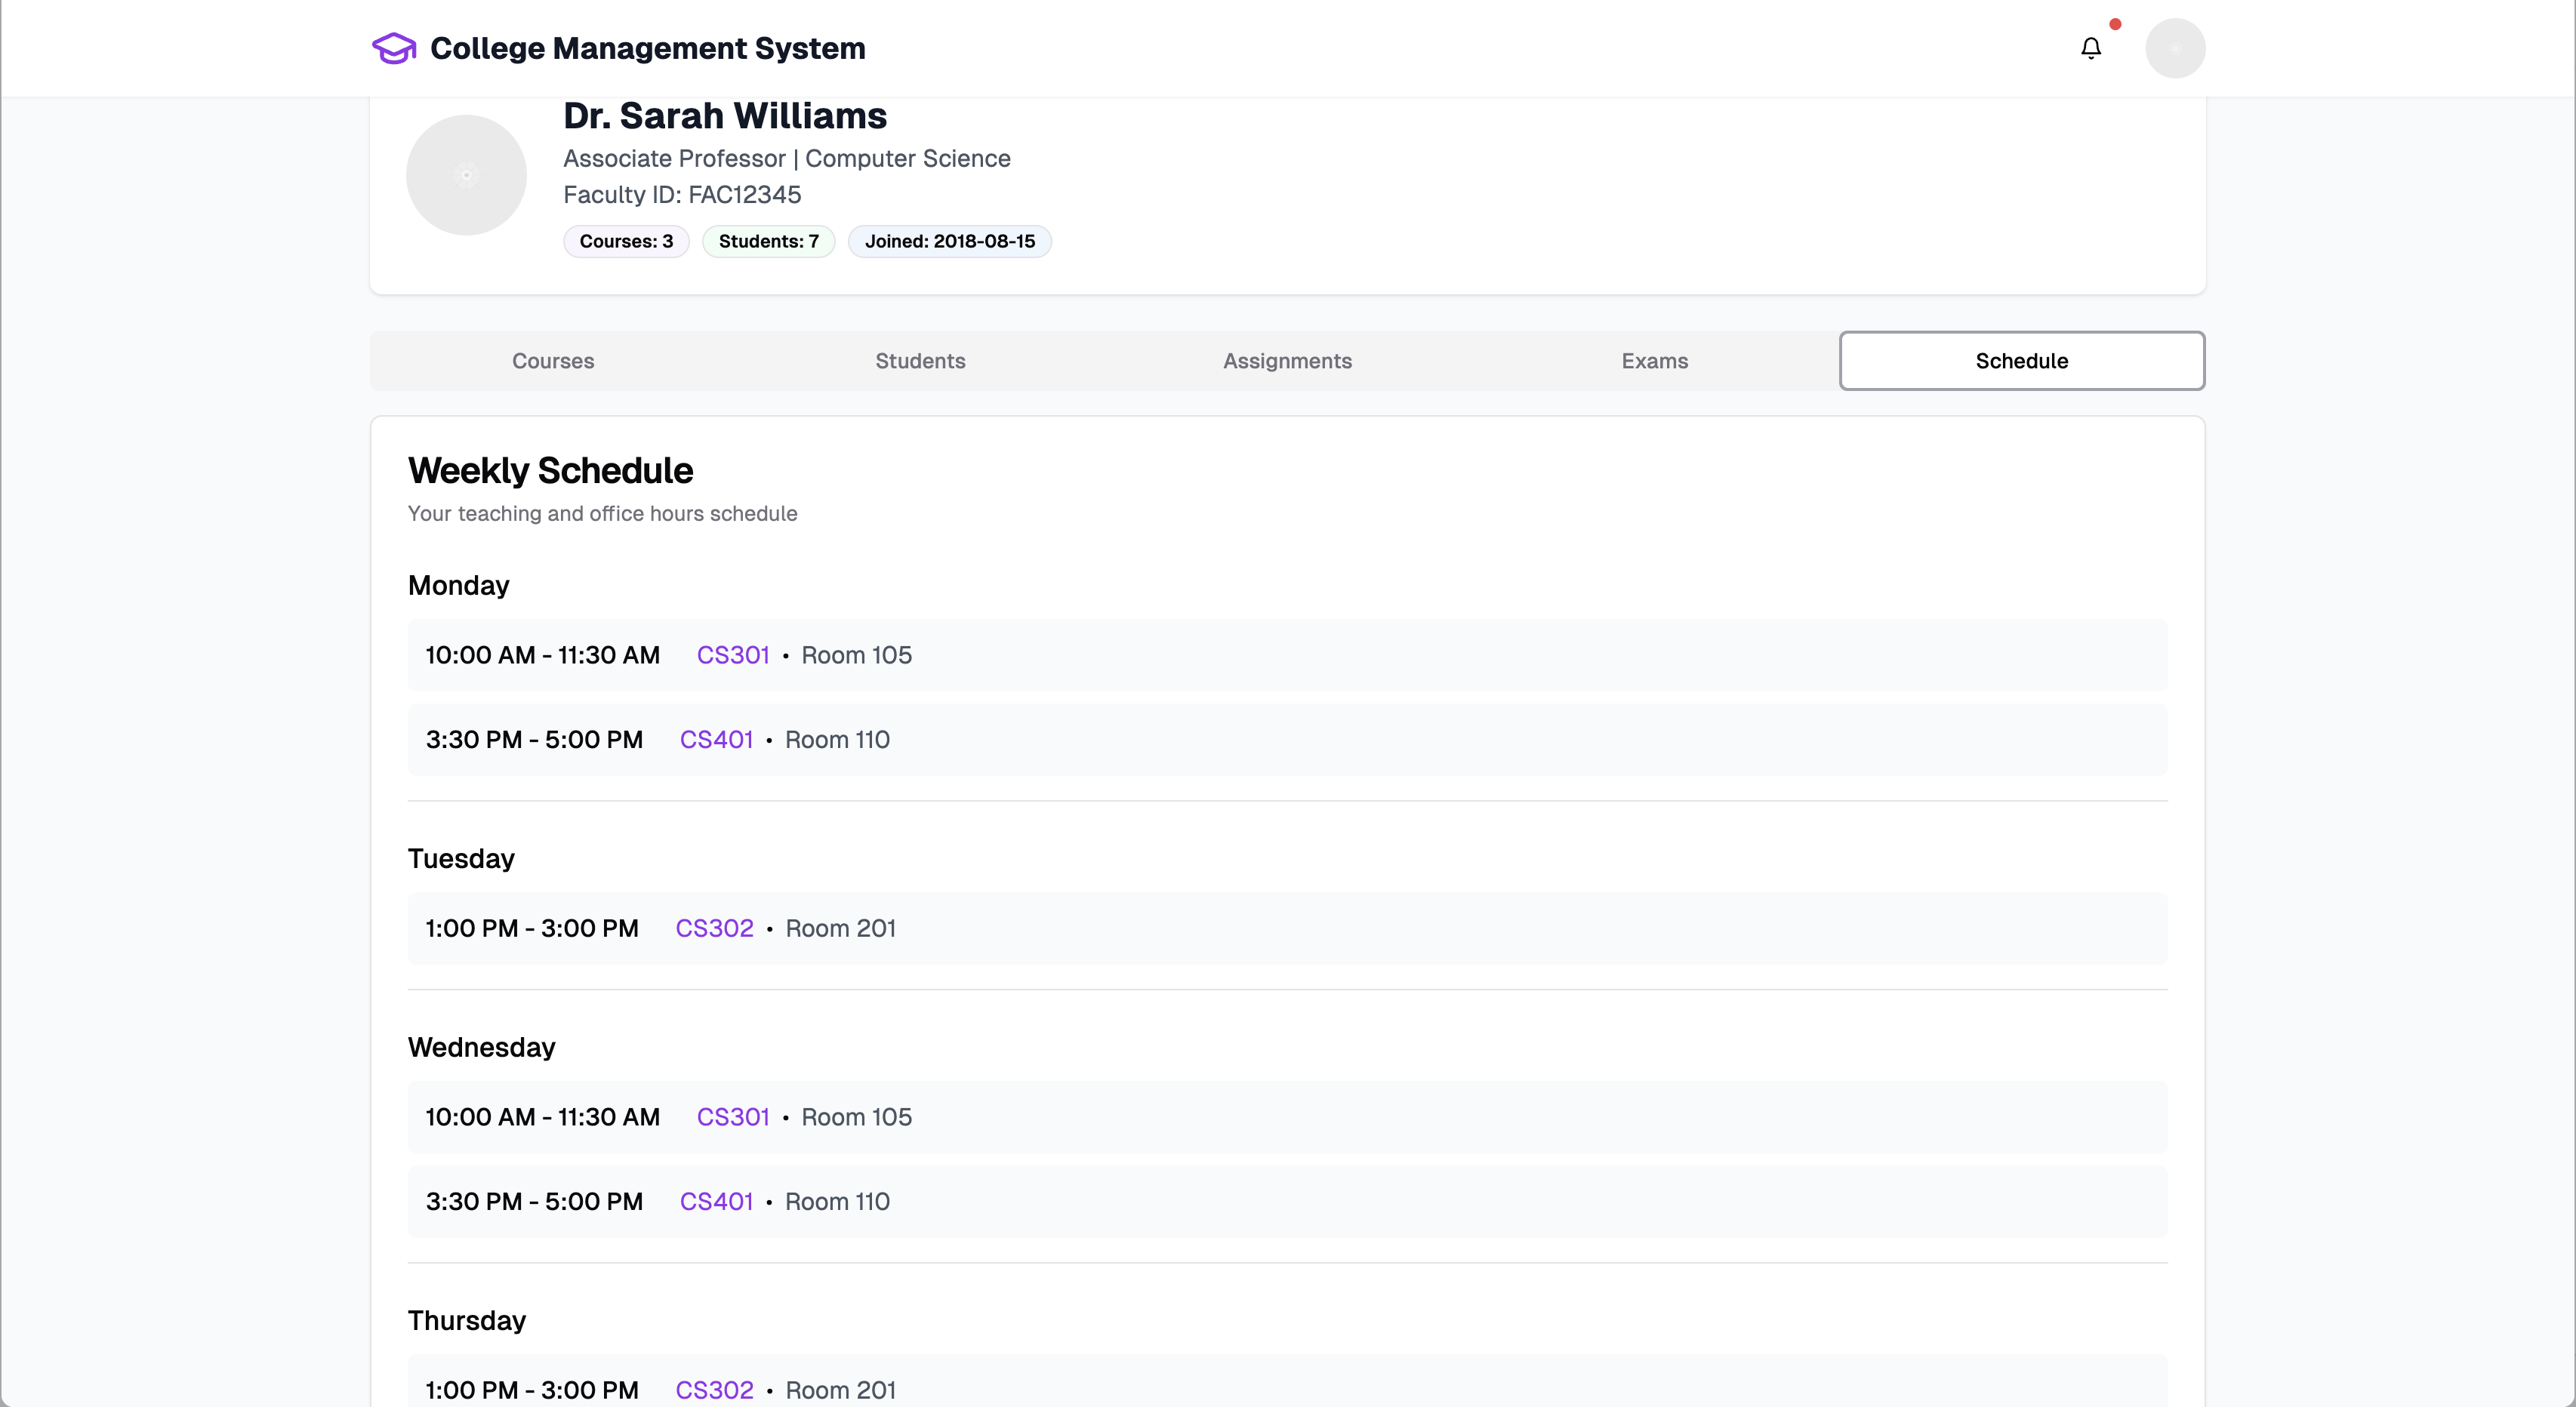 College Management System
Dr. Sarah Williams
Associate Professor | Computer Science
Faculty ID: FAC12345
Courses: 3 Students: 7 Joined: 2018-08-15
Courses Students Assignments Exams Schedule
Weekly Schedule
Your teaching and office hours schedule
Monday
10:00 AM - 11:30 AM CS301 • Room 105
3:30 PM - 5:00 PM CS401 • Room 110
Tuesday
1:00 PM - 3:00 PM CS302 • Room 201
Wednesday
10:00 AM - 11:30 AM CS301 • Room 105
3:30 PM - 5:00 PM CS401 • Room 110
Thursday
1:00 PM - 3:00 PM CS302 • Room 201